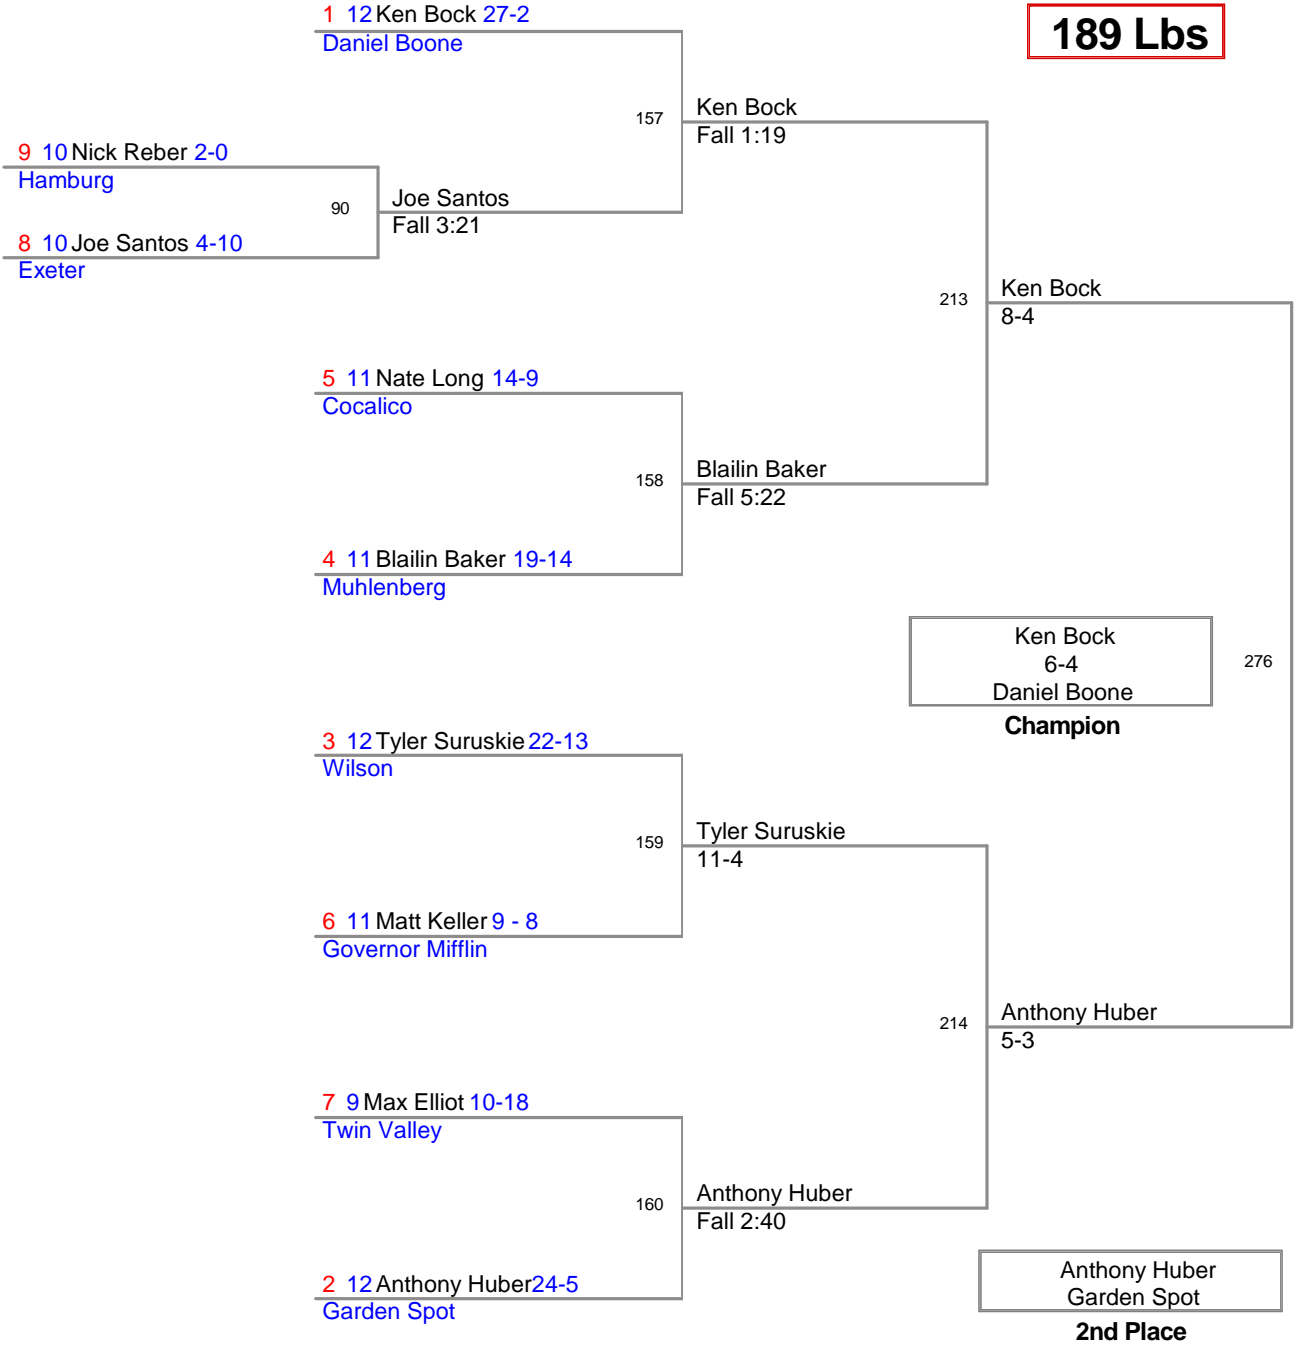 1 12 Ken Bock 27-2
Daniel Boone
189 Lbs
157
Ken Bock
Fall 1:19
9 10 Nick Reber 2-0
Hamburg
90
Joe Santos
Fall 3:21
8 10 Joe Santos 4-10
Exeter
213
Ken Bock
8-4
5 11 Nate Long 14-9
Cocalico
158
Blailin Baker
Fall 5:22
4 11 Blailin Baker 19-14
Muhlenberg
Ken Bock
6-4
Daniel Boone
Champion
276
3 12 Tyler Suruskie 22-13
Wilson
159
Tyler Suruskie
11-4
6 11 Matt Keller 9 - 8
Governor Mifflin
214
Anthony Huber
5-3
7 9 Max Elliot 10-18
Twin Valley
160
Anthony Huber
Fall 2:40
2 12 Anthony Huber 24-5
Garden Spot
Anthony Huber
Garden Spot
2nd Place